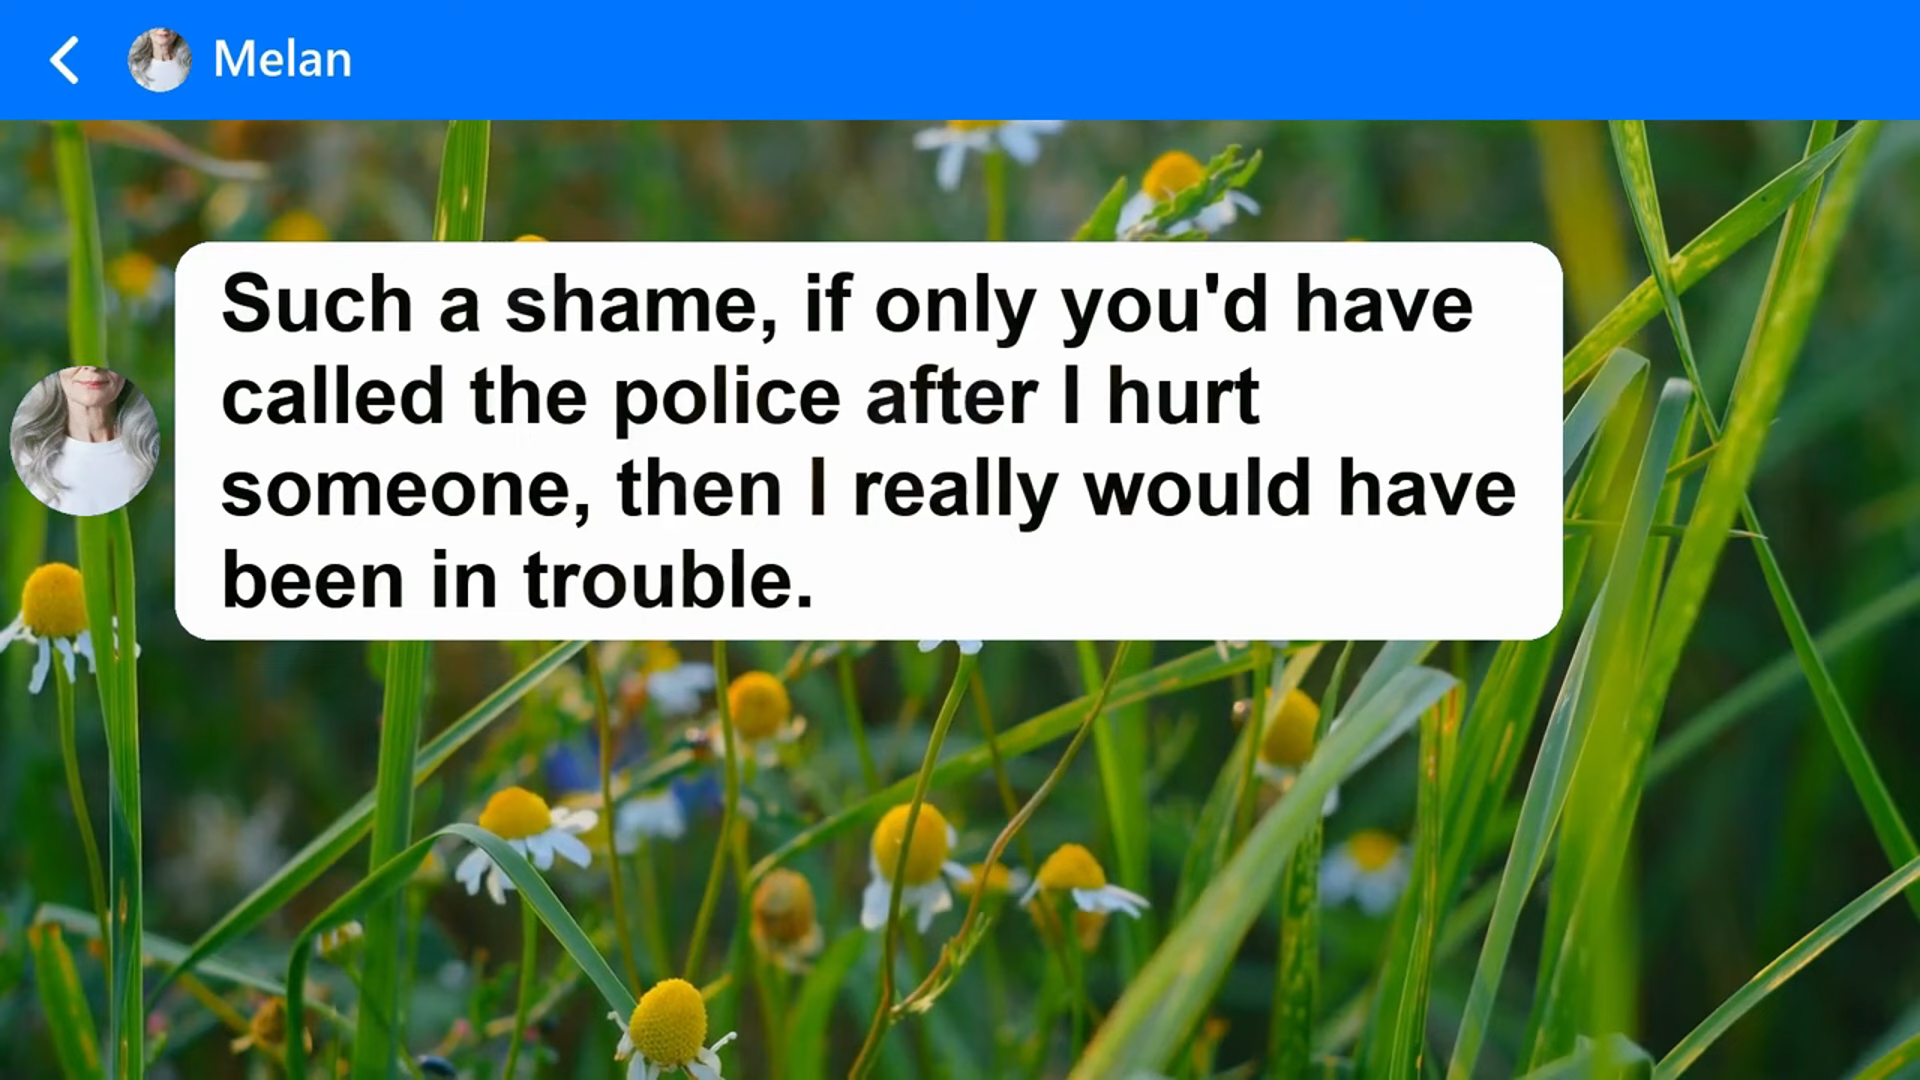 Melan
Such a shame, if only you'd have
called the police after I hurt
someone, then I really would have
been in trouble.